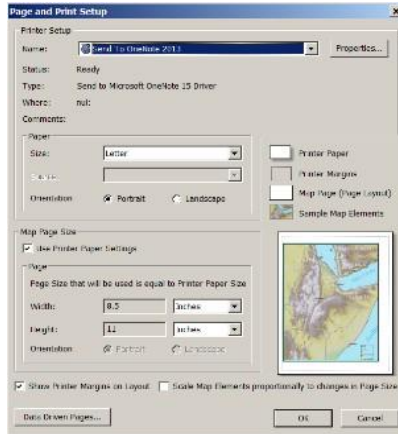 Page and Print Setup
Printer Setup
Name:
Send To OneNote 2013
Properties...
Status:
Ready
Type:
Send to Microsoft OneNote 15 Driver
Where:
nul:
Comments:
Paper
Size:
Letter
Printer Paper
Printer Margins
Orientation
Portrait
Landscape
Map Page (Page Layout)
Sample Map Elements
Map Page Size
Use Printer Paper Settings
Page
Page Size that will be used is equal to Printer Paper Size
Width:
8.5
Inches
Height:
11
Inches
Orientation
Portrait
Landscape
Show Printer Margins on Layout
Scale Map Elements proportionally to changes in Page Size
Data Driven Pages...
OK
Cancel